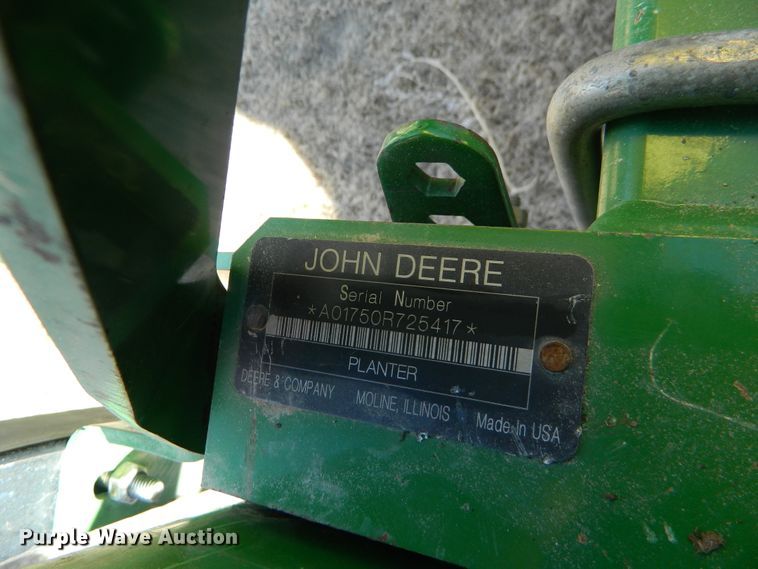 JOHN DEERE
Serial Number
*A01750R725417*
PLANTER
DEERE & COMPANY MOLINE, ILLINOIS Made In USA
Purple Wave Auction